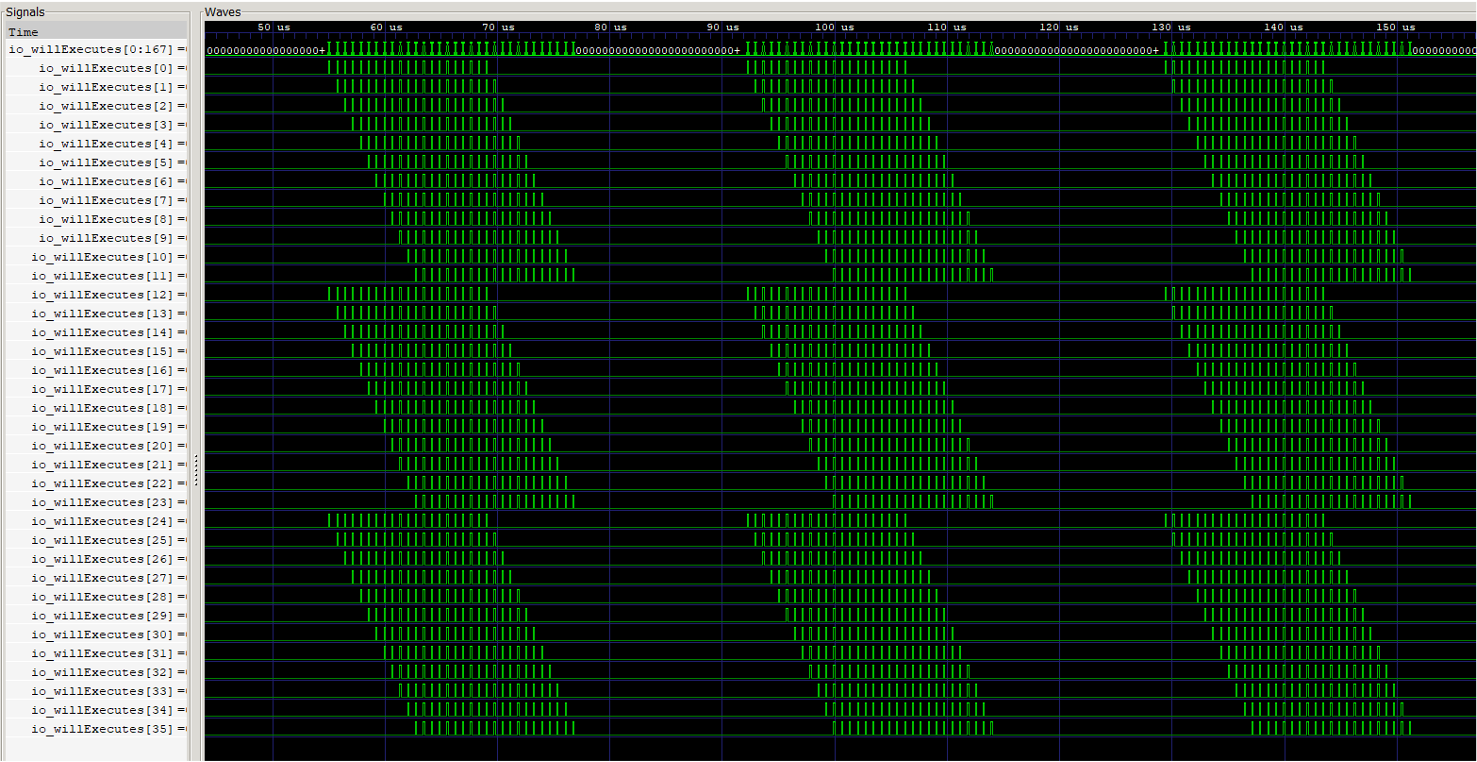 Signals
Waves
Time
50 us 60 us 70 us 80 us 90 us 100 us 110 us 120 us 130 us 140 us 150 us
io_willExecutes[0:167] =
io_willExecutes[0] =
io_willExecutes[1] =
io_willExecutes[2] =
io_willExecutes[3] =
io_willExecutes[4] =
io_willExecutes[5] =
io_willExecutes[6] =
io_willExecutes[7] =
io_willExecutes[8] =
io_willExecutes[9] =
io_willExecutes[10] =
io_willExecutes[11] =
io_willExecutes[12] =
io_willExecutes[13] =
io_willExecutes[14] =
io_willExecutes[15] =
io_willExecutes[16] =
io_willExecutes[17] =
io_willExecutes[18] =
io_willExecutes[19] =
io_willExecutes[20] =
io_willExecutes[21] =
io_willExecutes[22] =
io_willExecutes[23] =
io_willExecutes[24] =
io_willExecutes[25] =
io_willExecutes[26] =
io_willExecutes[27] =
io_willExecutes[28] =
io_willExecutes[29] =
io_willExecutes[30] =
io_willExecutes[31] =
io_willExecutes[32] =
io_willExecutes[33] =
io_willExecutes[34] =
io_willExecutes[35] =